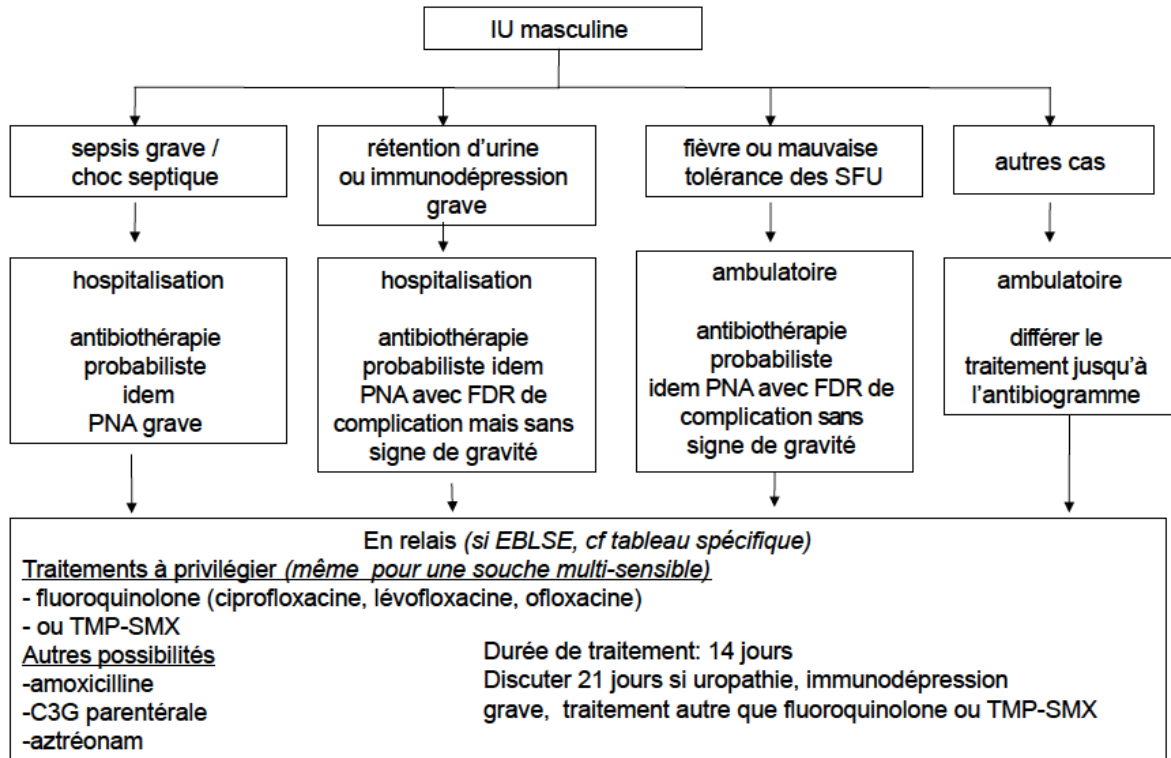 IU masculine
sepsis grave /
choc septique
rétention d'urine
ou immunodépression
grave
fièvre ou mauvaise
tolérance des SFU
autres cas
hospitalisation
antibiothérapie
probabiliste
idem
PNA grave
hospitalisation
antibiothérapie
probabiliste idem
PNA avec FDR de
complication mais sans
signe de gravité
ambulatoire
antibiothérapie
probabiliste
idem PNA avec FDR de
complication sans
signe de gravité
ambulatoire
différer le
traitement jusqu'à
l'antibiogramme
En relais (si EBLSE, cf tableau spécifique)
Traitements à privilégier (même pour une souche multi-sensible)
- fluoroquinolone (ciprofloxacine, lévofloxacine, ofloxacine)
- ou TMP-SMX
Autres possibilités
-amoxicilline
-C3G parentérale
-aztréonam
Durée de traitement: 14 jours
Discuter 21 jours si uropathie, immunodépression
grave, traitement autre que fluoroquinolone ou TMP-SMX